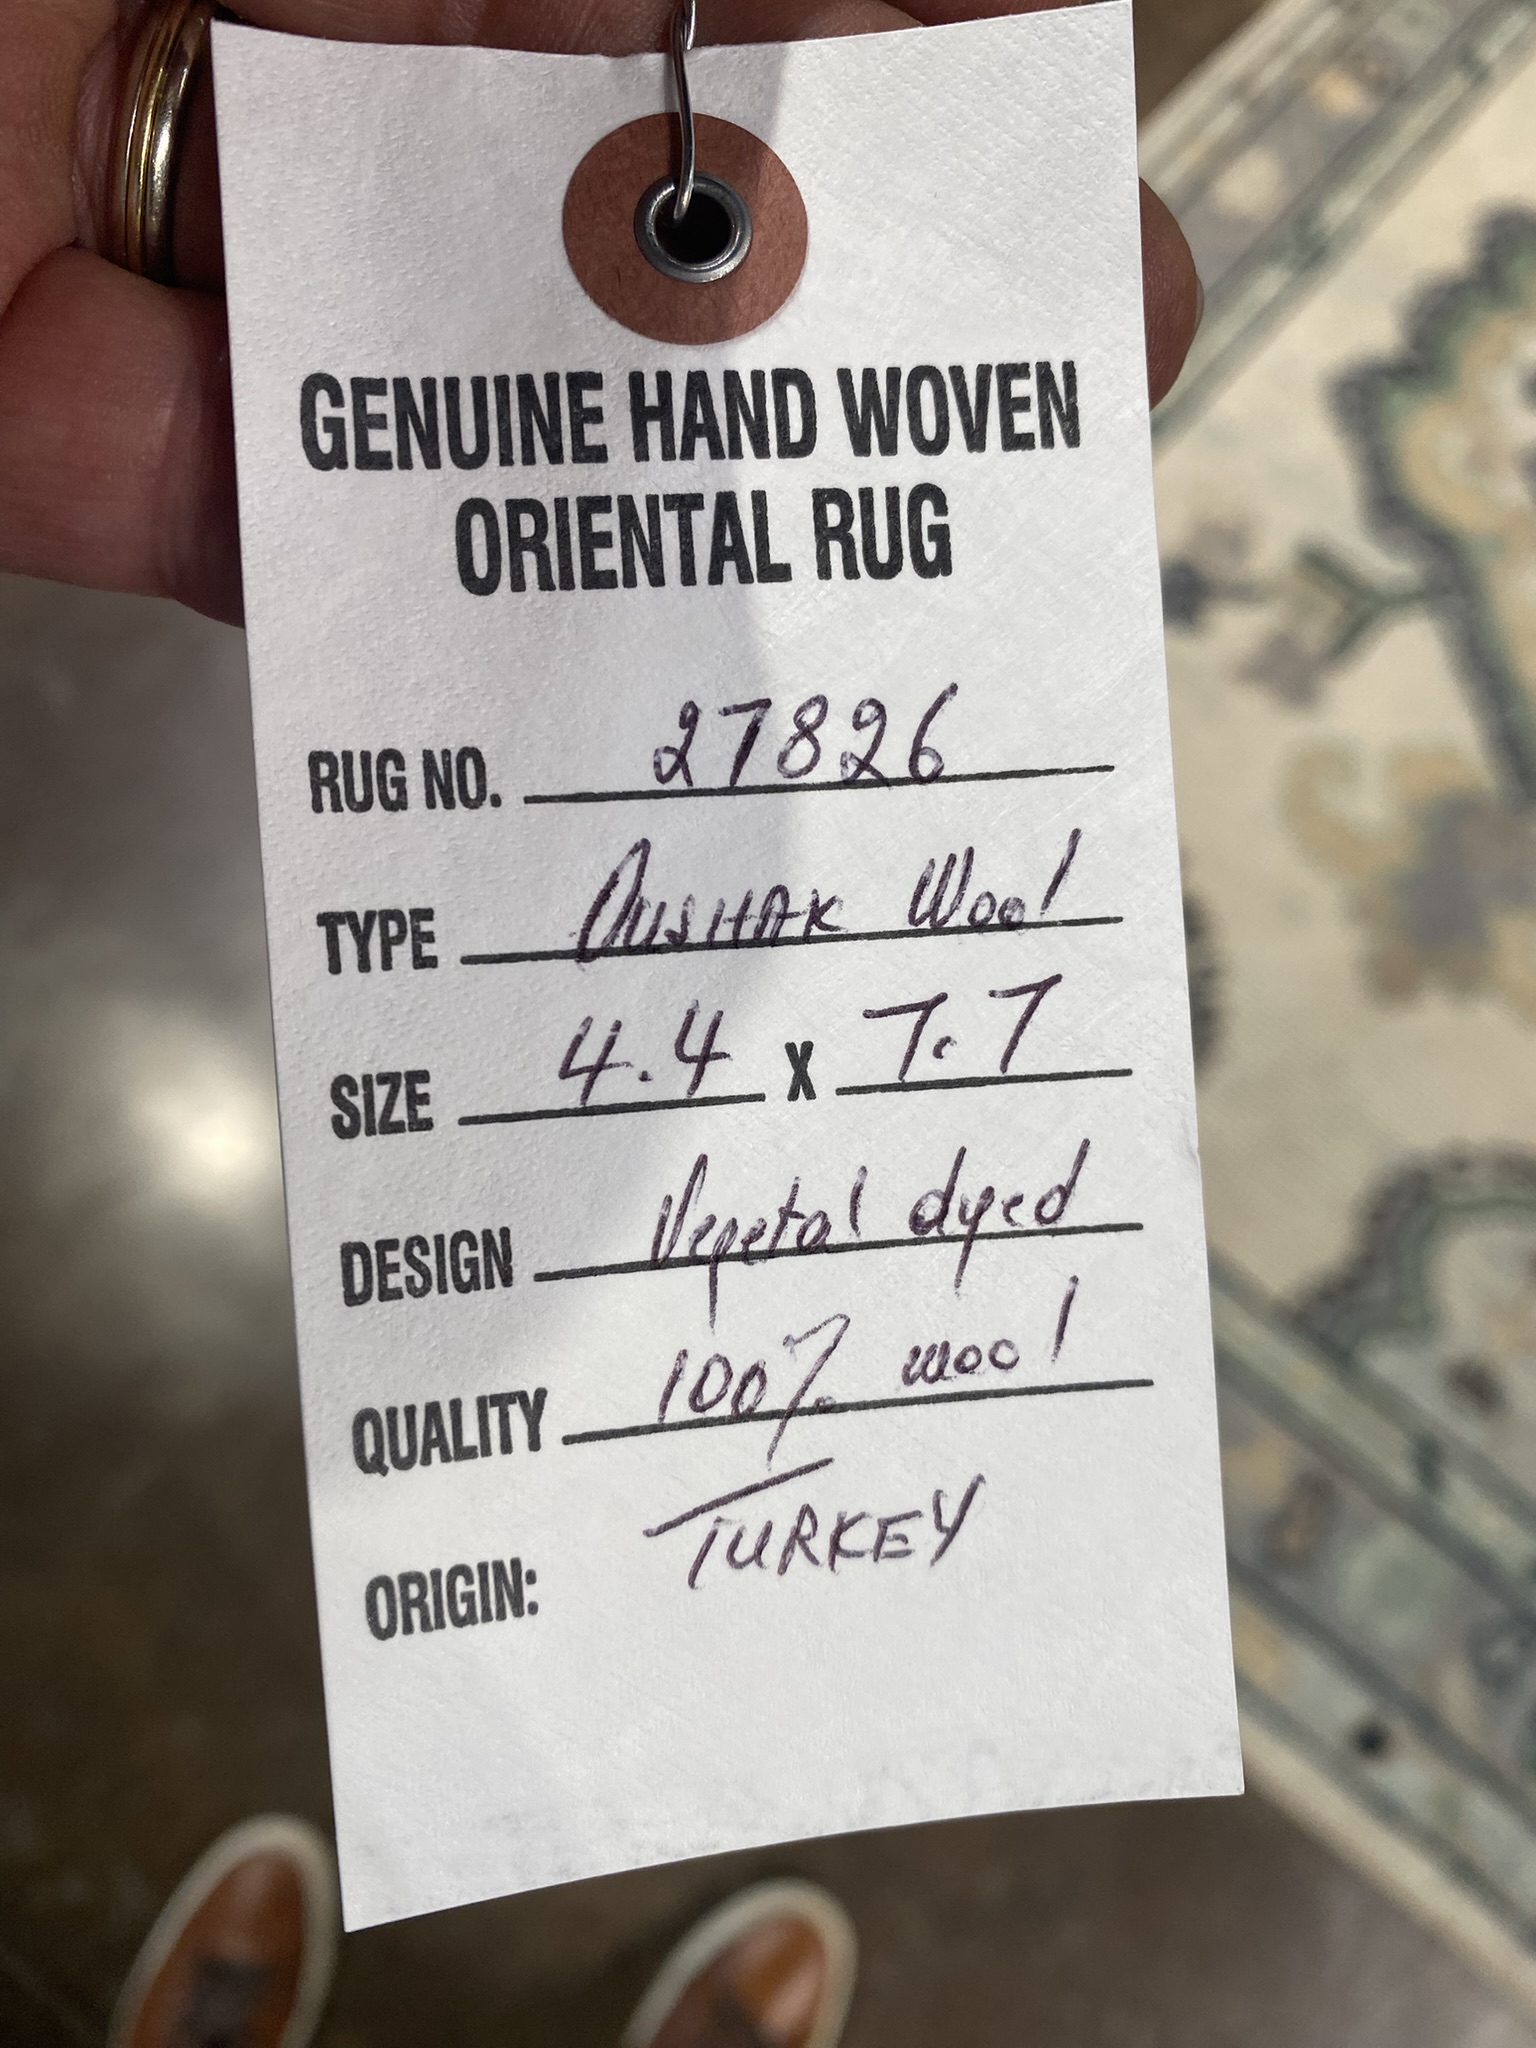 GENUINE HAND WOVEN
ORIENTAL RUG
RUG NO. 27826
TYPE OUSHAK Wool
SIZE 4.4 X 7.7
DESIGN Vegetal dyed
QUALITY 100% wool
ORIGIN: TURKEY